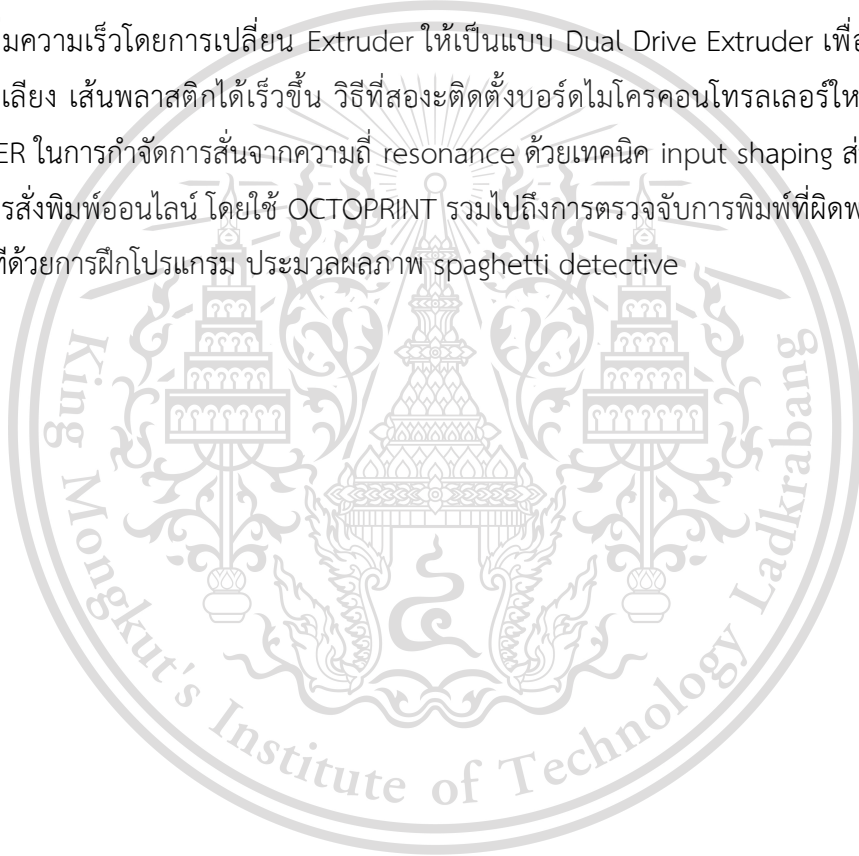 มความเร็วโดยการเปลี่ยน Extruder ให้เป็นแบบ Dual Drive Extruder เพื่อ
เลียง เส้นพลาสติกได้เร็วขึ้น วิธีที่สองะติดตั้งบอร์ดไมโครคอนโทรลเลอร์ให
ER ในการกำจัดการสั่นจากความถี่ resonance ด้วยเทคนิค input shaping ส่
รสั่งพิมพ์ออนไลน์ โดยใช้ OCTOPRINT รวมไปถึงการตรวจจับการพิมพ์ที่ผิดพ
ทีด้วยการฝึกโปรแกรม ประมวลผลภาพ spaghetti detective
King Mongkut's Institute of Technology Ladkrabang